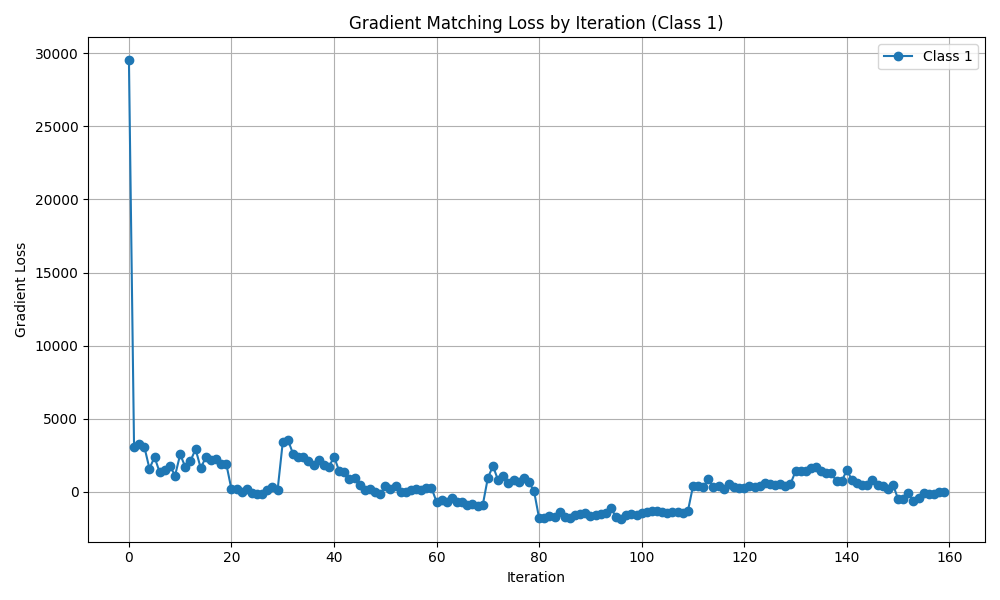 Gradient Matching Loss by Iteration (Class 1)
Class 1
30000
25000
20000
15000
10000
5000
0
Gradient Loss
0 20 40 60 80 100 120 140 160
Iteration